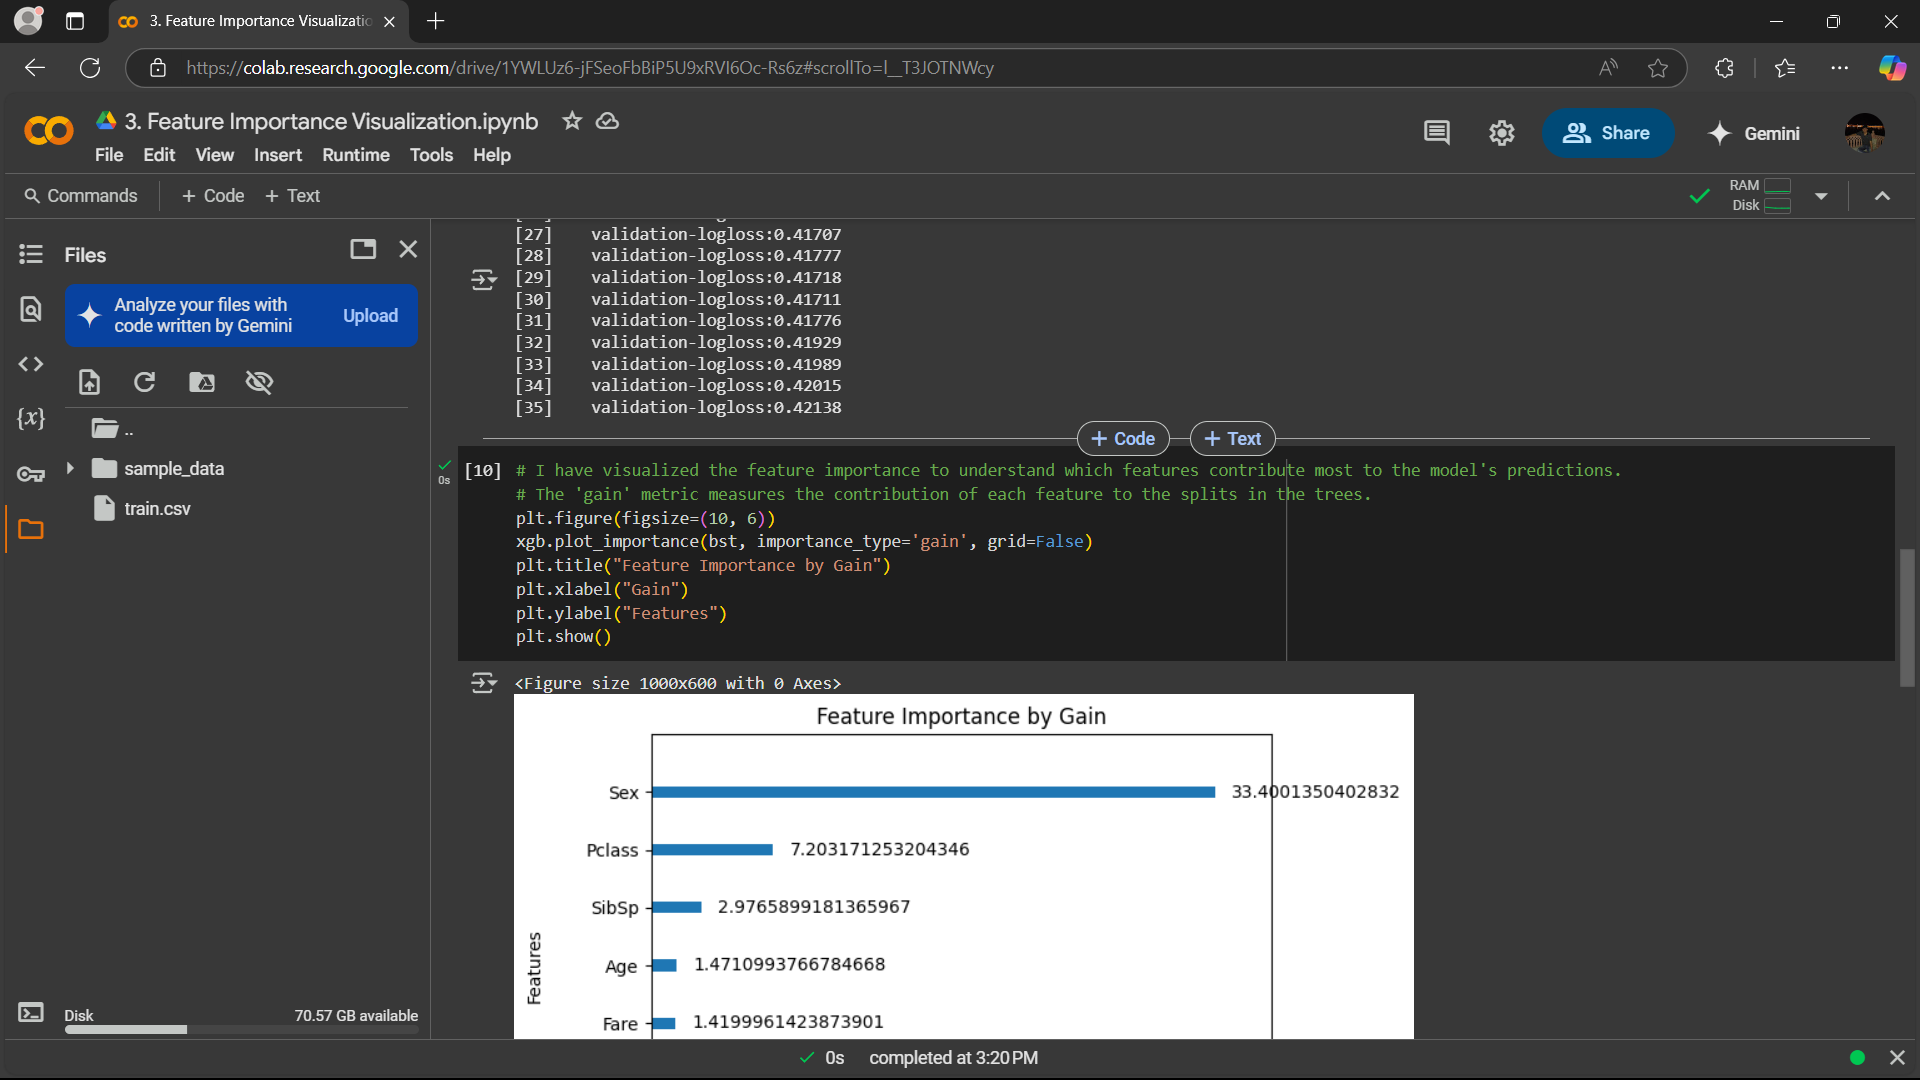 3. Feature Importance Visualizatio
https://colab.research.google.com/drive/1YWLUz6-jFSeoFbBiP5U9xRVI6Oc-Rs6z#scrollTo=l__T3JOTNWcy
3. Feature Importance Visualization.ipynb
File Edit View Insert Runtime Tools Help
Share
Gemini
Commands + Code + Text
RAM
Disk
Files
Analyze your files with
code written by Gemini
Upload
..
sample_data
train.csv
Disk 70.57 GB available
[27] validation-logloss:0.41707
[28] validation-logloss:0.41777
[29] validation-logloss:0.41718
[30] validation-logloss:0.41711
[31] validation-logloss:0.41776
[32] validation-logloss:0.41929
[33] validation-logloss:0.41989
[34] validation-logloss:0.42015
[35] validation-logloss:0.42138
+ Code + Text
0s
[10] # I have visualized the feature importance to understand which features contribute most to the model's predictions.
# The 'gain' metric measures the contribution of each feature to the splits in the trees.
plt.figure(figsize=(10, 6))
xgb.plot_importance(bst, importance_type='gain', grid=False)
plt.title("Feature Importance by Gain")
plt.xlabel("Gain")
plt.ylabel("Features")
plt.show()
<Figure size 1000x600 with 0 Axes>
Feature Importance by Gain
Sex 33.4001350402832
Pclass 7.203171253204346
SibSp 2.9765899181365967
Age 1.4710993766784668
Fare 1.4199961423873901
Features
0s completed at 3:20 PM